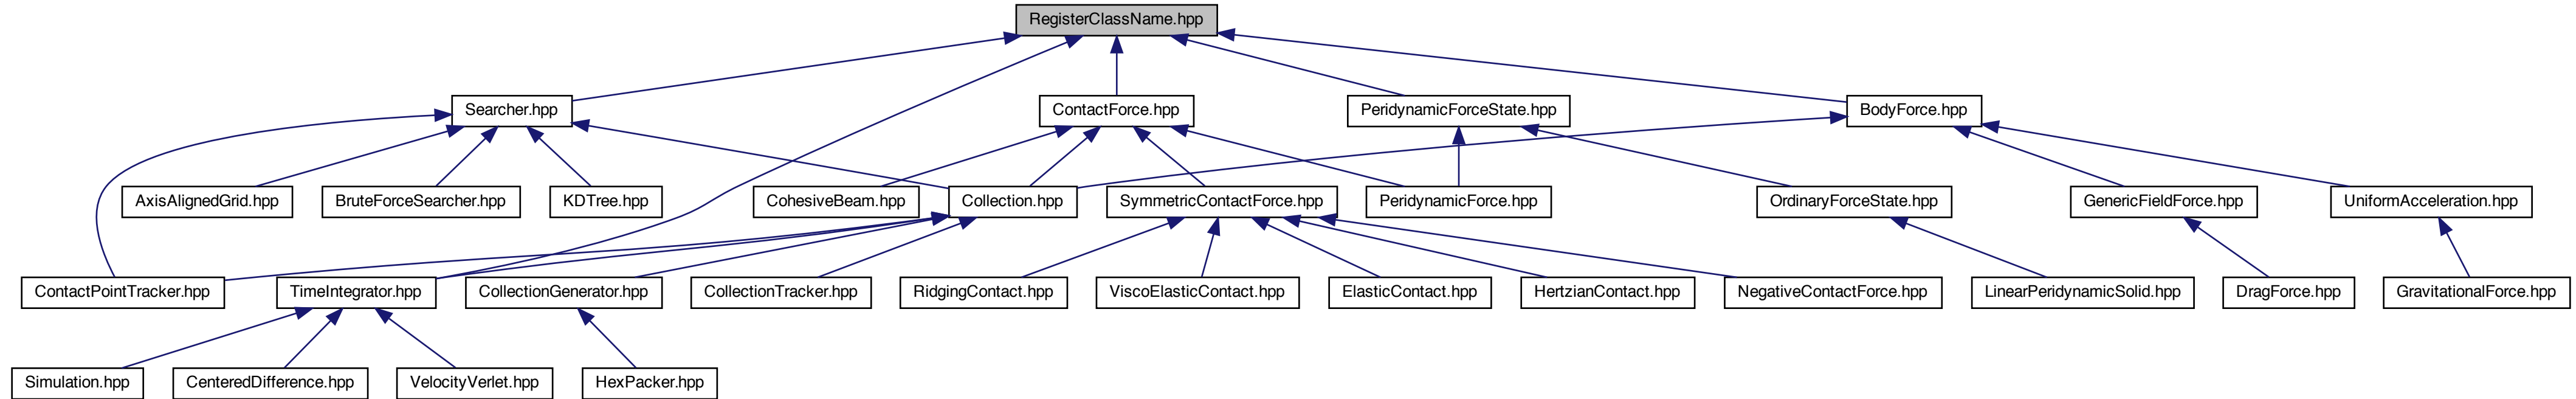 RegisterClassName.hpp
Searcher.hpp
ContactForce.hpp
PeridynamicForceState.hpp
BodyForce.hpp
AxisAlignedGrid.hpp
BruteForceSearcher.hpp
KDTree.hpp
CohesiveBeam.hpp
Collection.hpp
SymmetricContactForce.hpp
PeridynamicForce.hpp
OrdinaryForceState.hpp
GenericFieldForce.hpp
UniformAcceleration.hpp
ContactPointTracker.hpp
TimeIntegrator.hpp
CollectionGenerator.hpp
CollectionTracker.hpp
RidgingContact.hpp
ViscoElasticContact.hpp
ElasticContact.hpp
HertzianContact.hpp
NegativeContactForce.hpp
LinearPeridynamicSolid.hpp
DragForce.hpp
GravitationalForce.hpp
Simulation.hpp
CenteredDifference.hpp
VelocityVerlet.hpp
HexPacker.hpp